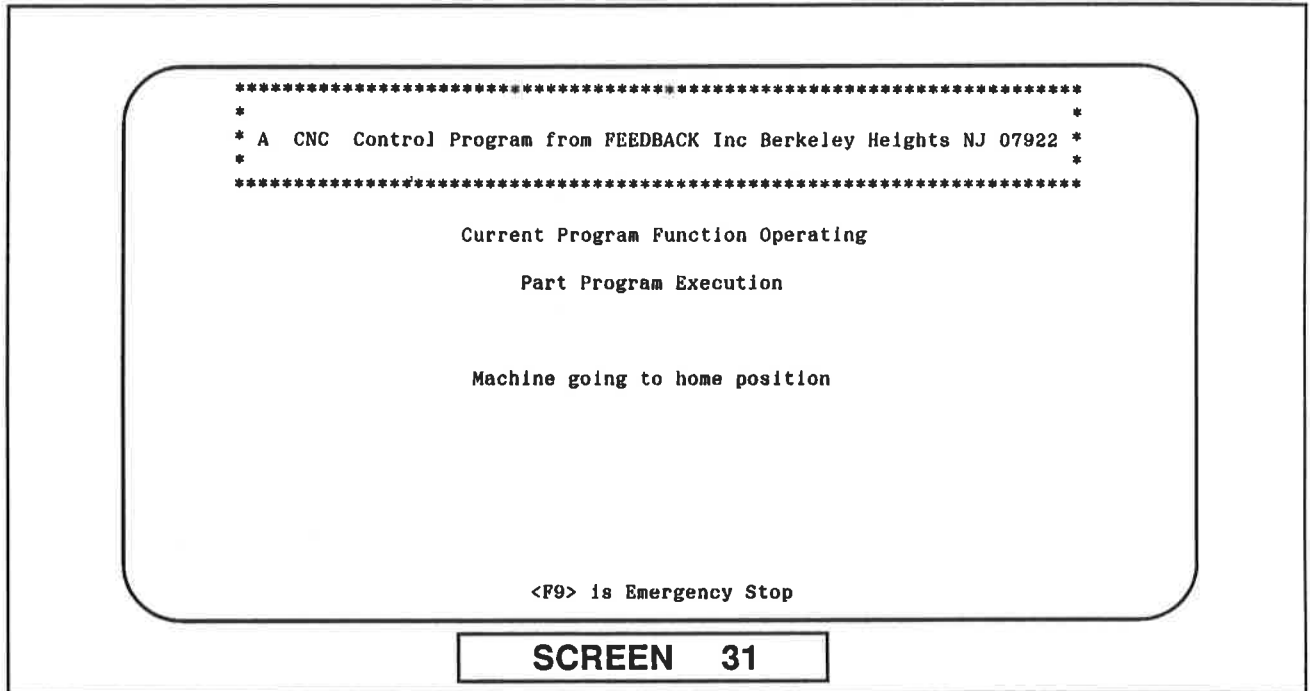 ***********************************************************************
* *
* A CNC Control Program from FEEDBACK Inc Berkeley Heights NJ 07922 *
* *
***********************************************************************
Current Program Function Operating
Part Program Execution
Machine going to home position
<F9> is Emergency Stop
SCREEN 31